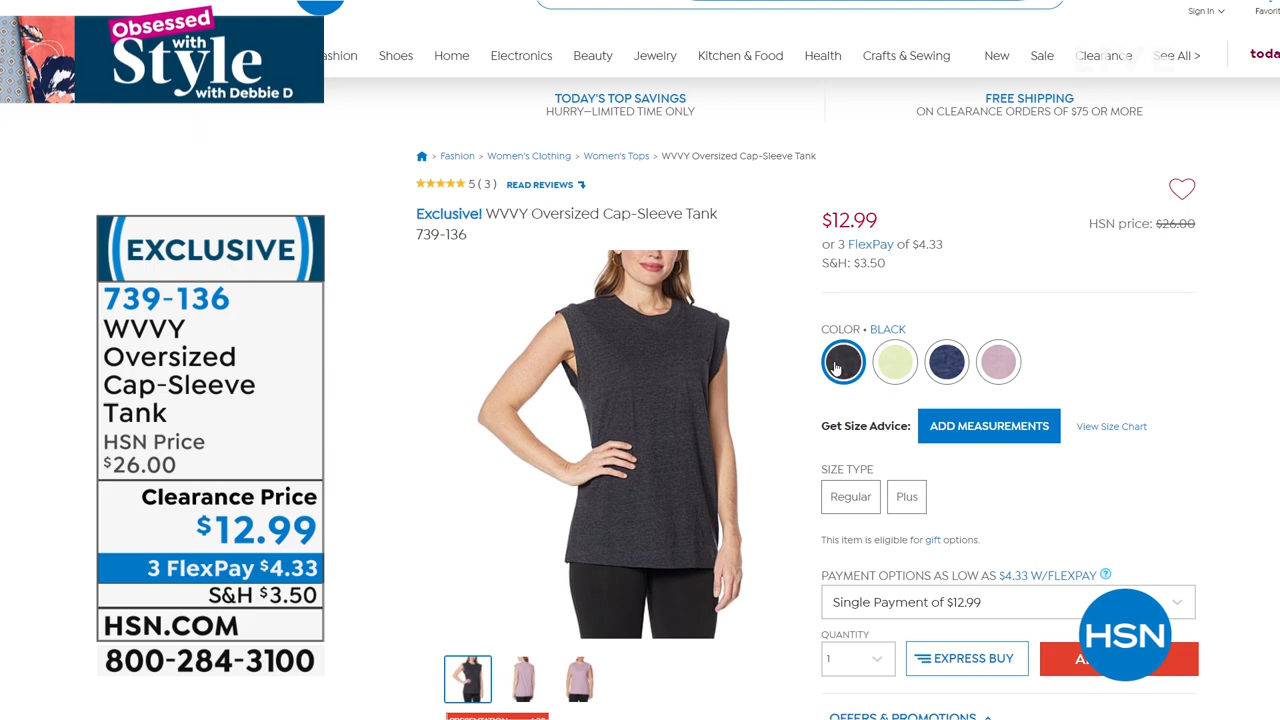 Obsessed
with
Style
with Debbie D
Sign In
Fashion Shoes Home Electronics Beauty Jewelry Kitchen & Food Health Crafts & Sewing New Sale Clearance See All >
TODAY'S TOP SAVINGS
HURRY—LIMITED TIME ONLY
FREE SHIPPING
ON CLEARANCE ORDERS OF $75 OR MORE
> Fashion > Women's Clothing > Women's Tops > WVVY Oversized Cap-Sleeve Tank
5 ( 3 ) READ REVIEWS
Exclusive! WVVY Oversized Cap-Sleeve Tank
739-136
$12.99
HSN price: $26.00
or 3 FlexPay of $4.33
S&H: $3.50
COLOR • BLACK
Get Size Advice: ADD MEASUREMENTS View Size Chart
SIZE TYPE
Regular Plus
This item is eligible for gift options.
PAYMENT OPTIONS AS LOW AS $4.33 W/FLEXPAY ?
Single Payment of $12.99
QUANTITY
1 EXPRESS BUY
HSN
OFFERS & PROMOTIONS
EXCLUSIVE
739-136
WVVY
Oversized
Cap-Sleeve
Tank
HSN Price
$26.00
Clearance Price
$12.99
3 FlexPay $4.33
S&H $3.50
HSN.COM
800-284-3100